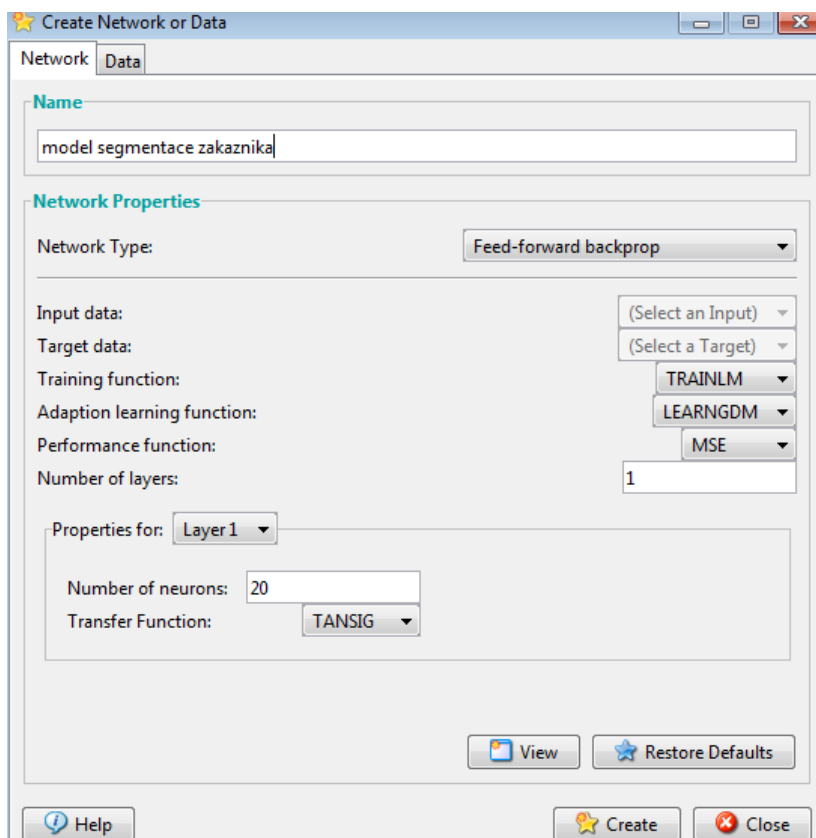 Create Network or Data
Network Data
Name
model segmentace zakaznika
Network Properties
Network Type: Feed-forward backprop
Input data: (Select an Input)
Target data: (Select a Target)
Training function: TRAINLM
Adaption learning function: LEARNGDM
Performance function: MSE
Number of layers: 1
Properties for: Layer 1
Number of neurons: 20
Transfer Function: TANSIG
View Restore Defaults
Help Create Close